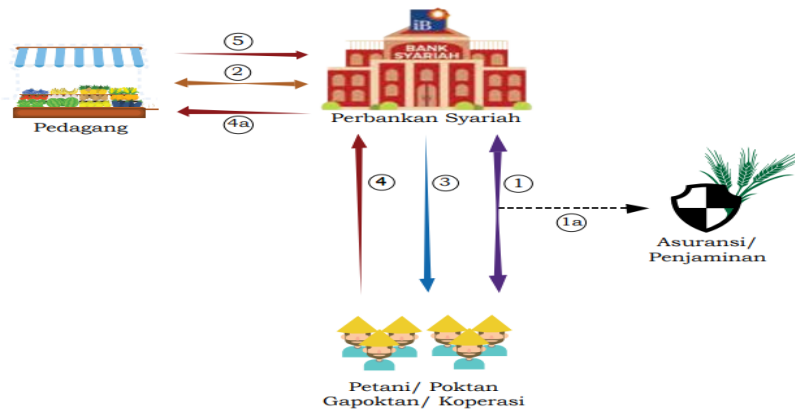 iB
BANK
SYARIAH
5
2
4a
Pedagang
Perbankan Syariah
4
3
1
1a
Asuransi/
Penjaminan
Petani/ Poktan
Gapoktan/ Koperasi